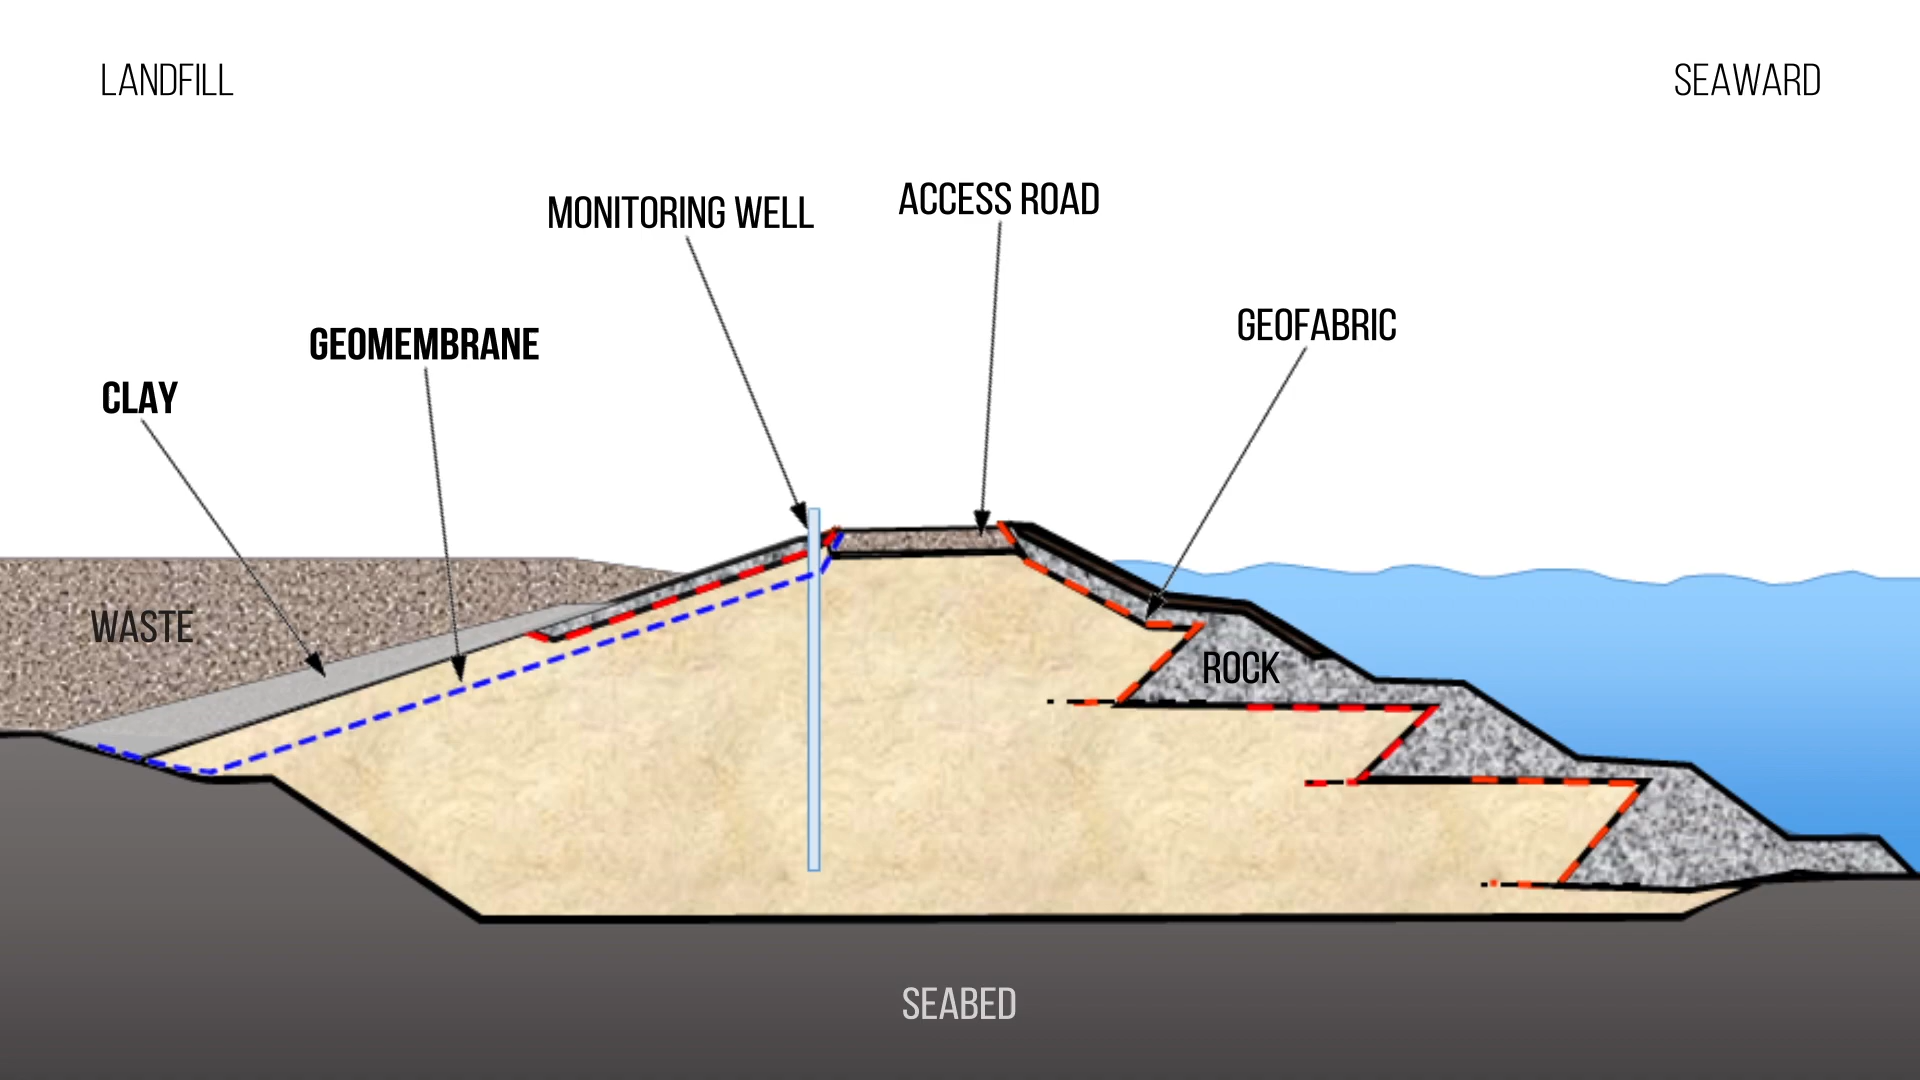 LANDFILL
SEAWARD
ACCESS ROAD
MONITORING WELL
GEOFABRIC
GEOMEMBRANE
CLAY
WASTE
ROCK
SEABED